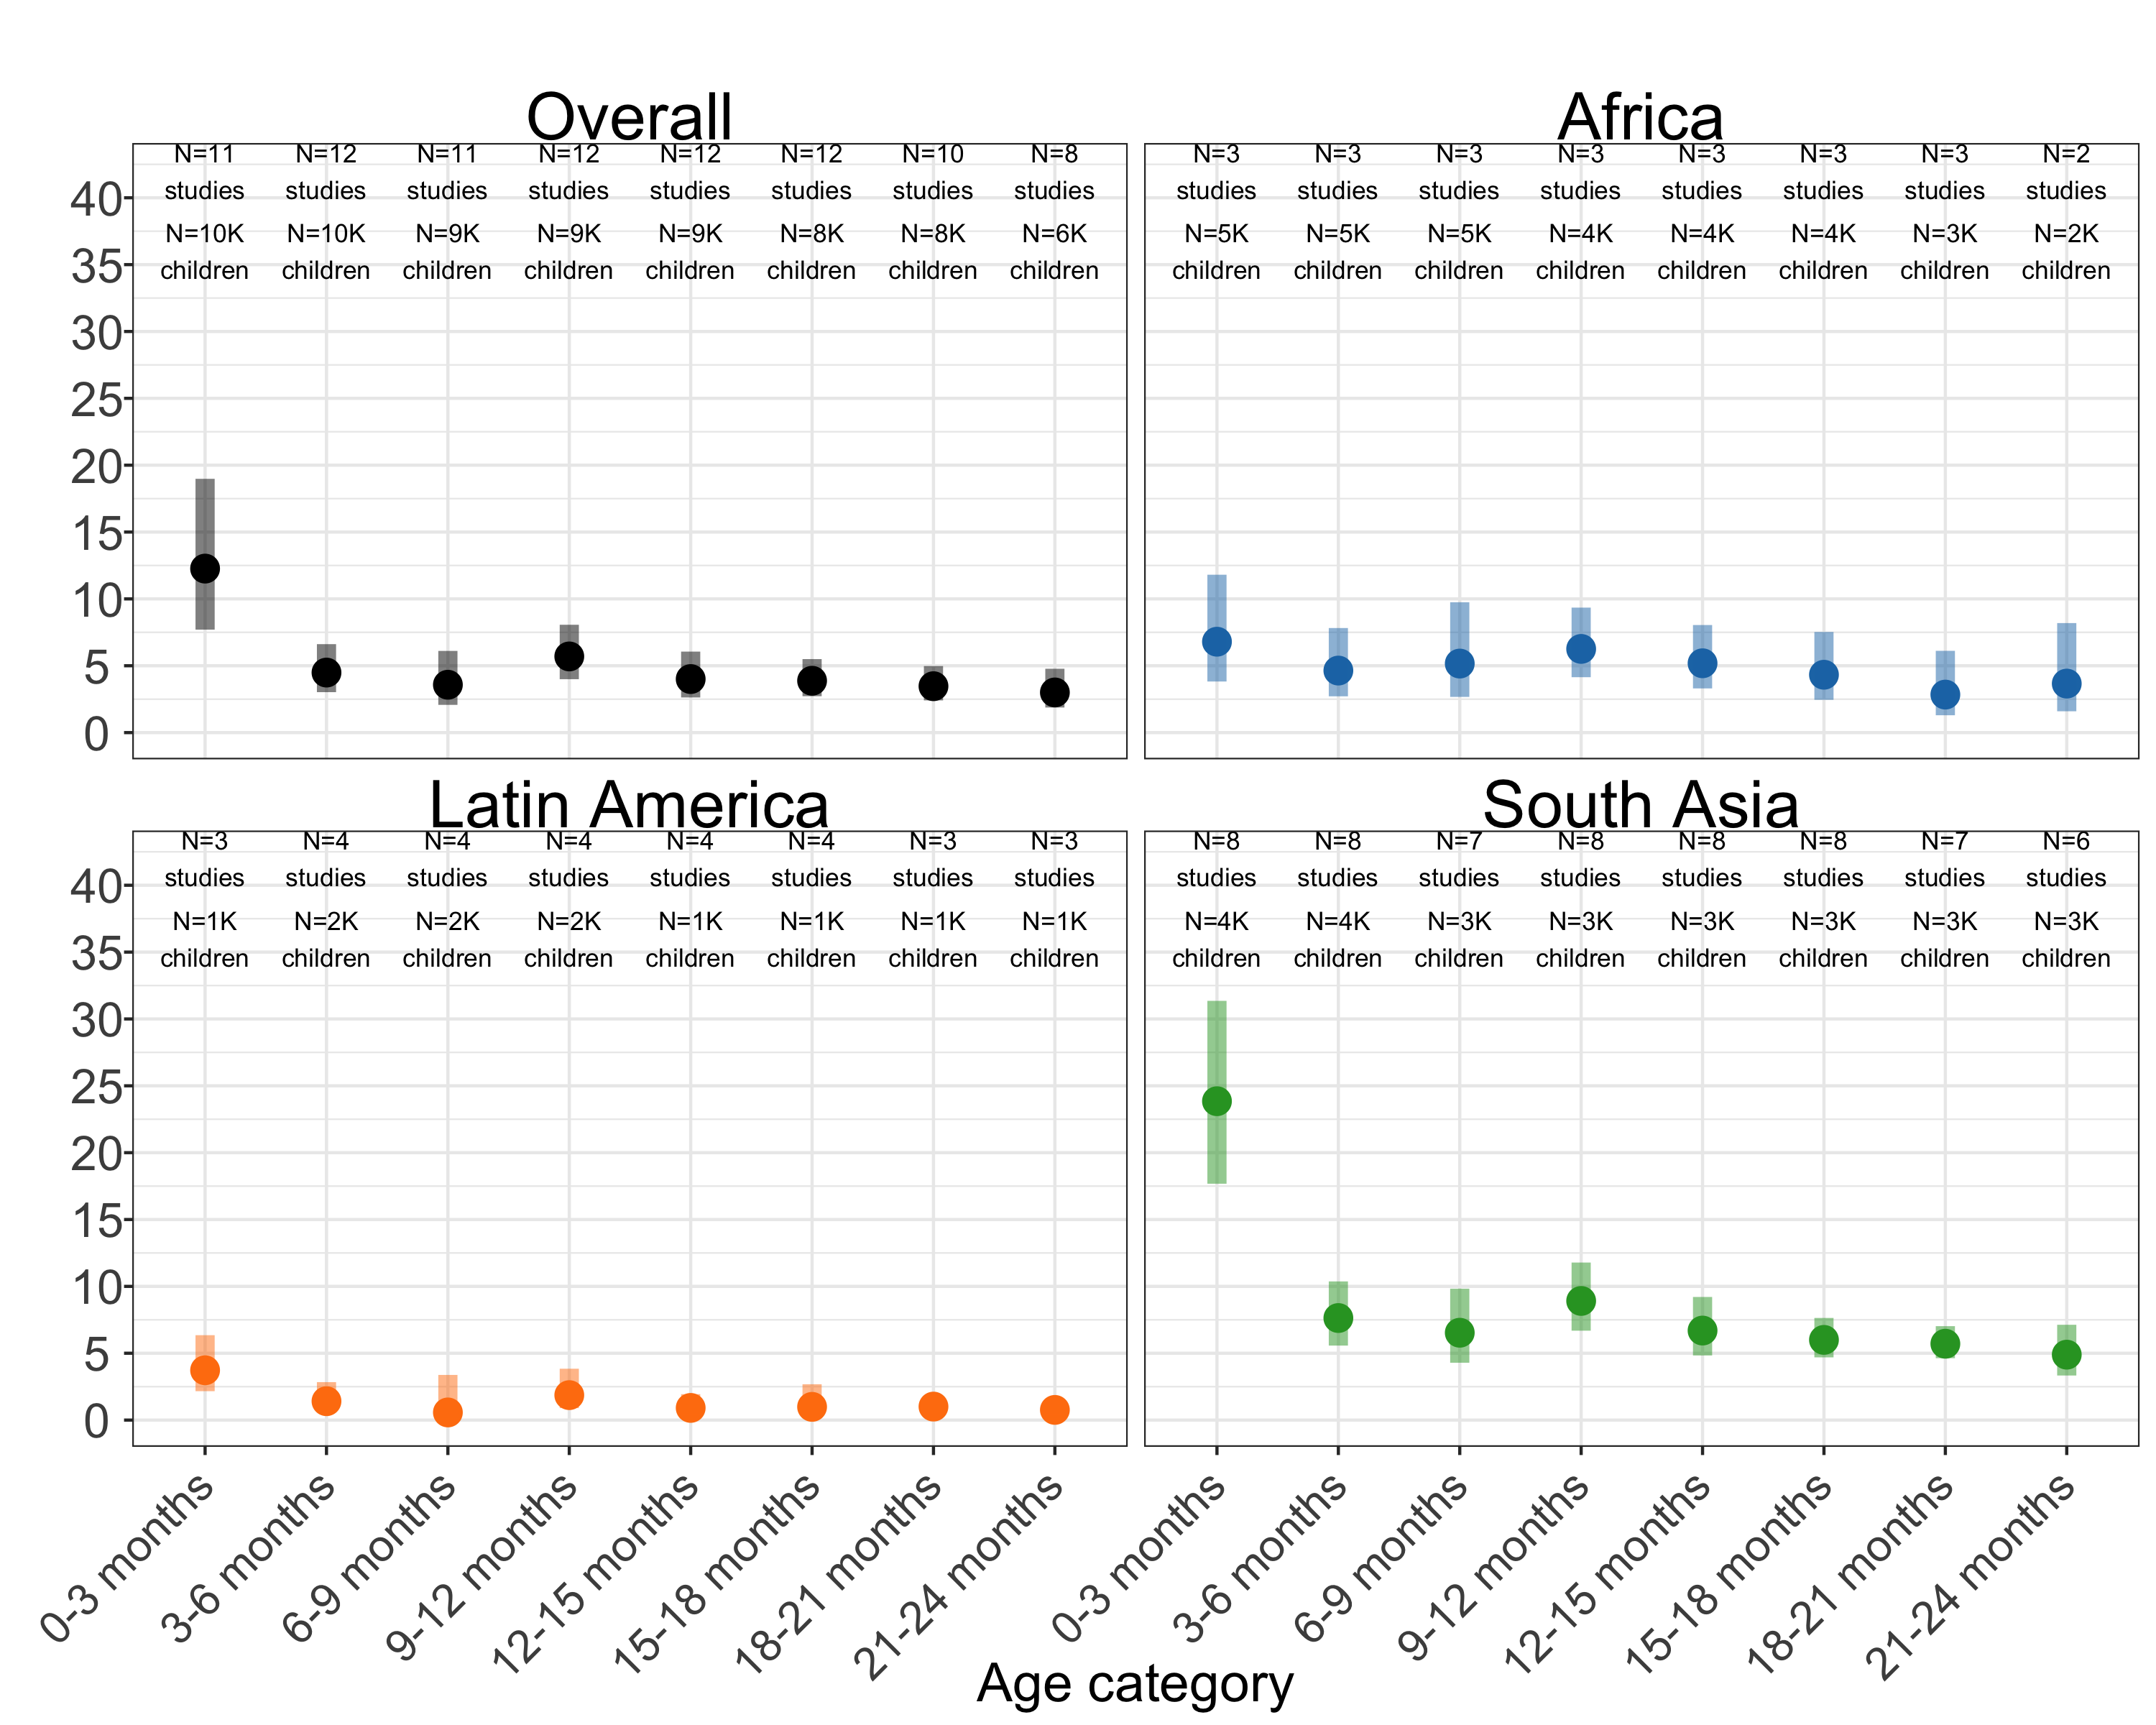 Overall
N=11 N=12 N=11 N=12 N=12 N=12 N=10 N=8
studies studies studies studies studies studies studies studies
N=10K N=10K N=9K N=9K N=9K N=8K N=8K N=6K
children children children children children children children children
40
35
30
25
20
15
10
5
0
Africa
N=3 N=3 N=3 N=3 N=3 N=3 N=3 N=2
studies studies studies studies studies studies studies studies
N=5K N=5K N=5K N=4K N=4K N=4K N=3K N=2K
children children children children children children children children
Latin America
N=3 N=4 N=4 N=4 N=4 N=4 N=3 N=3
studies studies studies studies studies studies studies studies
N=1K N=2K N=2K N=2K N=1K N=1K N=1K N=1K
children children children children children children children children
40
35
30
25
20
15
10
5
0
South Asia
N=8 N=8 N=7 N=8 N=8 N=8 N=7 N=6
studies studies studies studies studies studies studies studies
N=4K N=4K N=3K N=3K N=3K N=3K N=3K N=3K
children children children children children children children children
0-3 months
3-6 months
6-9 months
9-12 months
12-15 months
15-18 months
18-21 months
21-24 months
0-3 months
3-6 months
6-9 months
9-12 months
12-15 months
15-18 months
18-21 months
21-24 months
Age category